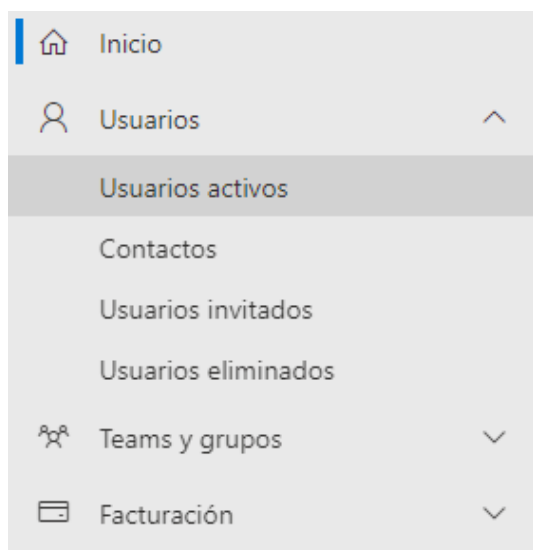 Inicio
Usuarios
Usuarios activos
Contactos
Usuarios invitados
Usuarios eliminados
Teams y grupos
Facturación